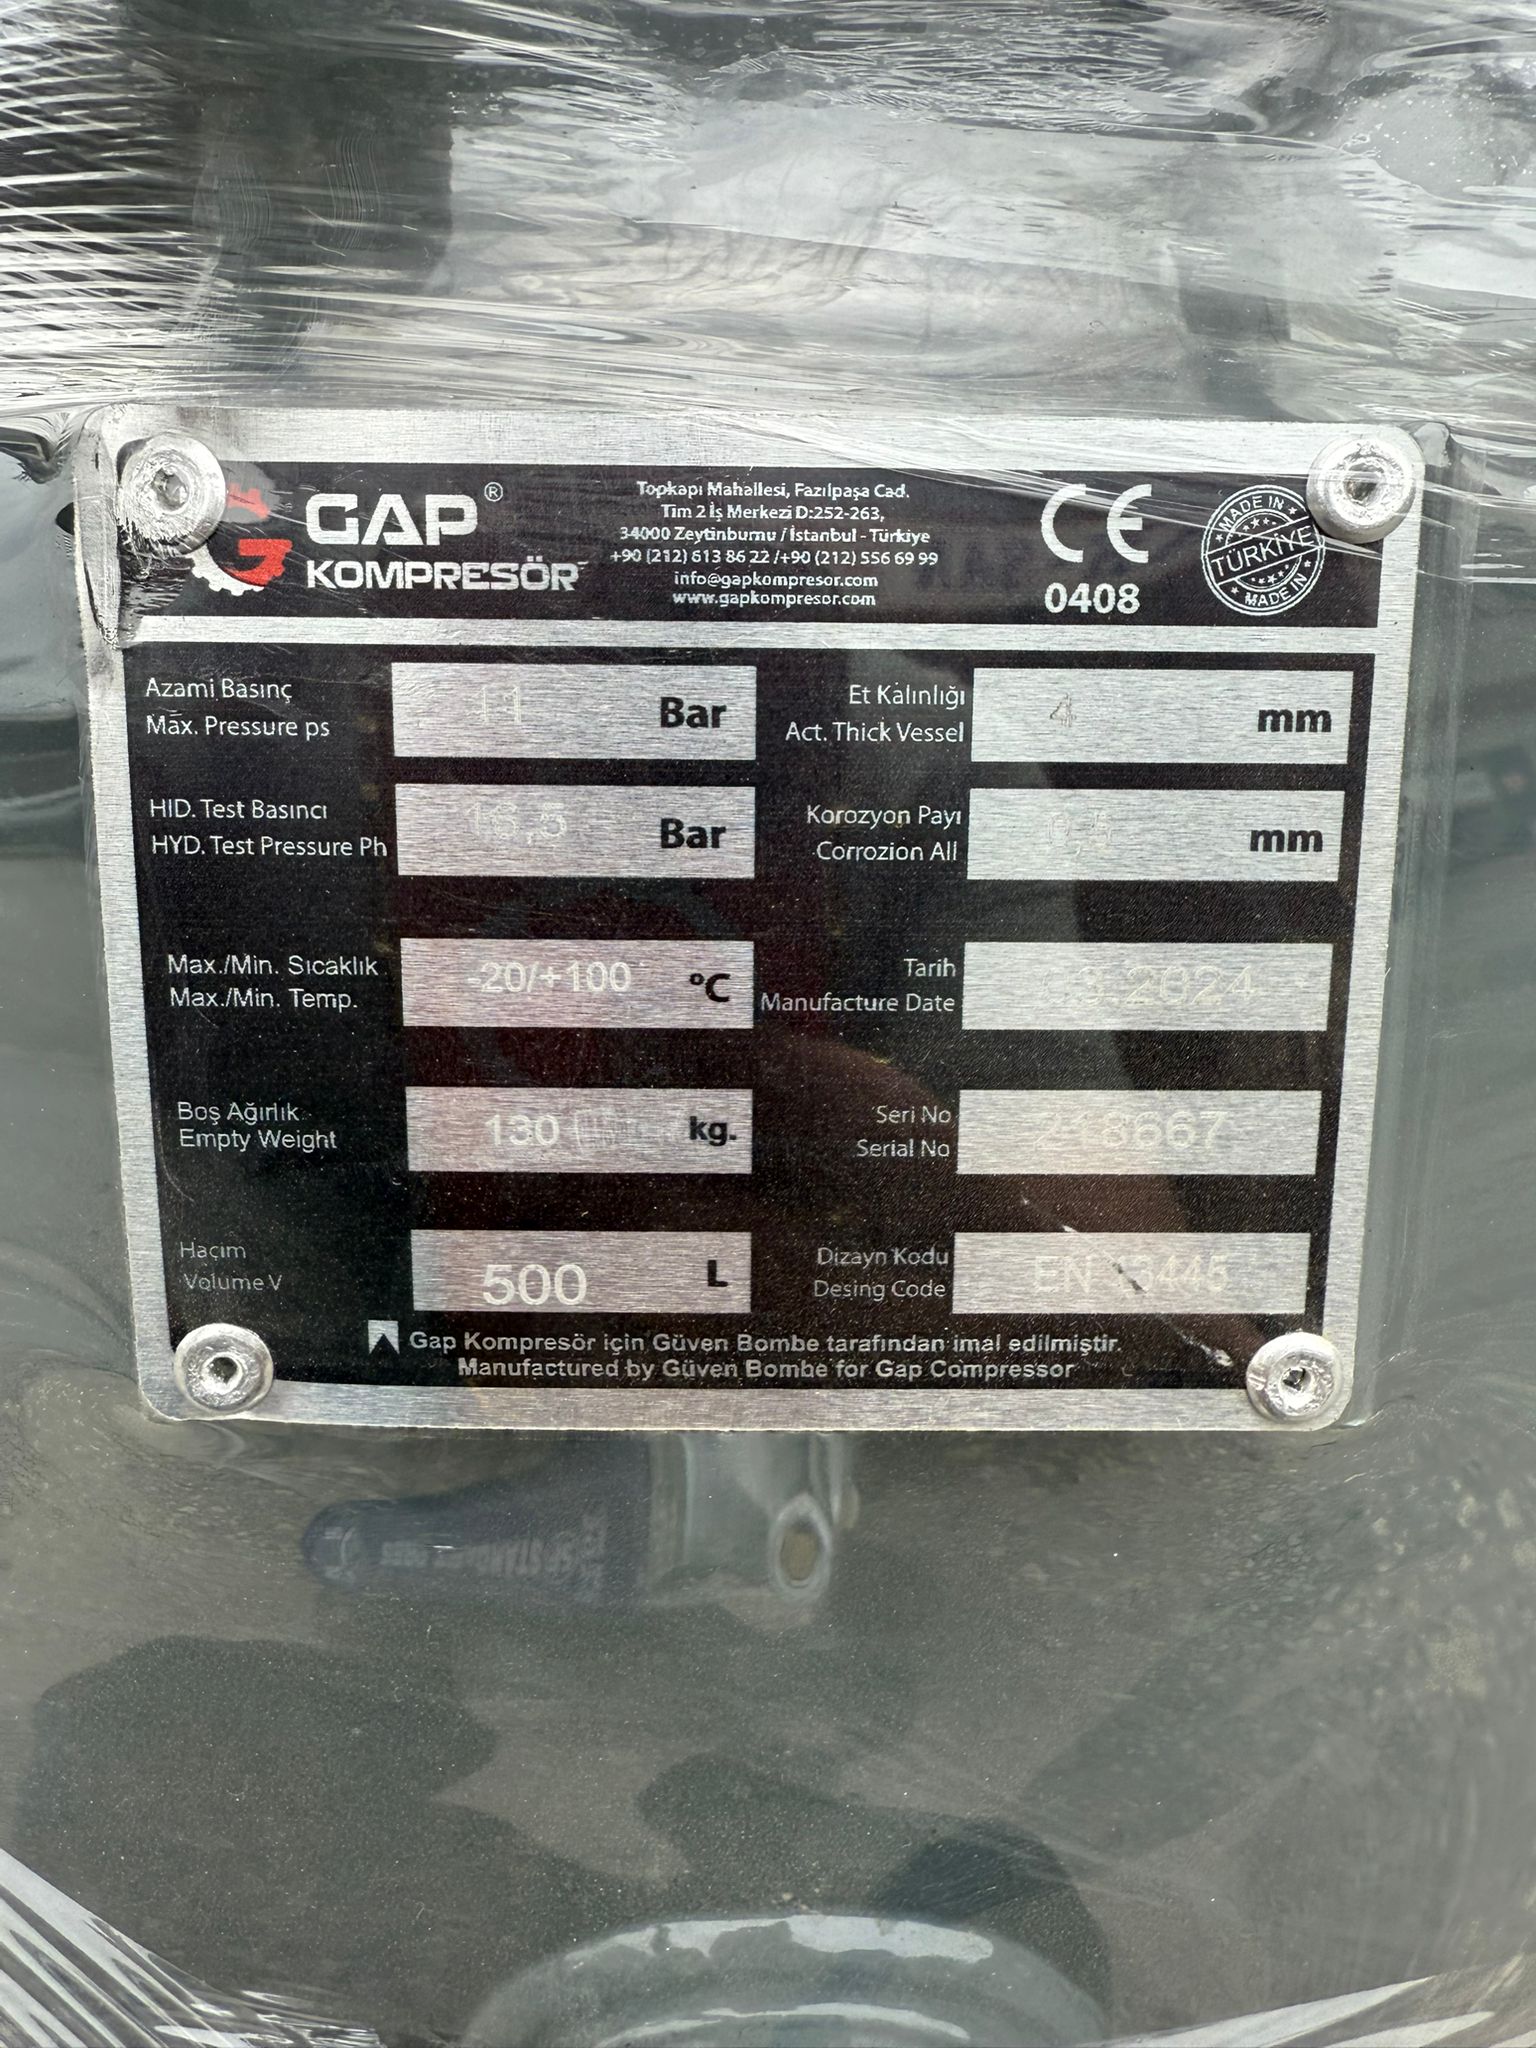 GAP®
KOMPRESÖR
Topkapı Mahallesi, Fazılpaşa Cad.
Tim 2 İş Merkezi D:252-263,
34000 Zeytinburnu / İstanbul - Türkiye
+90 (212) 613 86 22 /+90 (212) 556 69 99
info@gapkompresor.com
www.gapkompresor.com
CE
0408
MADE IN
TÜRKİYE
MADE IN
Azami Basınç
Max. Pressure ps
11 Bar
Et Kalınlığı
Act. Thick Vessel
4 mm
HID. Test Basıncı
HYD. Test Pressure Ph
16,5 Bar
Korozyon Payı
Corrozion All
mm
Max./Min. Sıcaklık
Max./Min. Temp.
-20/+100 °C
Tarih
Manufacture Date
3.2024
Boş Ağırlık
Empty Weight
130 kg.
Seri No
Serial No
Haçim
Volume V
500 L
Dizayn Kodu
Desing Code
EN
Gap Kompresör için Güven Bombe tarafından imal edilmiştir.
Manufactured by Güven Bombe for Gap Compressor